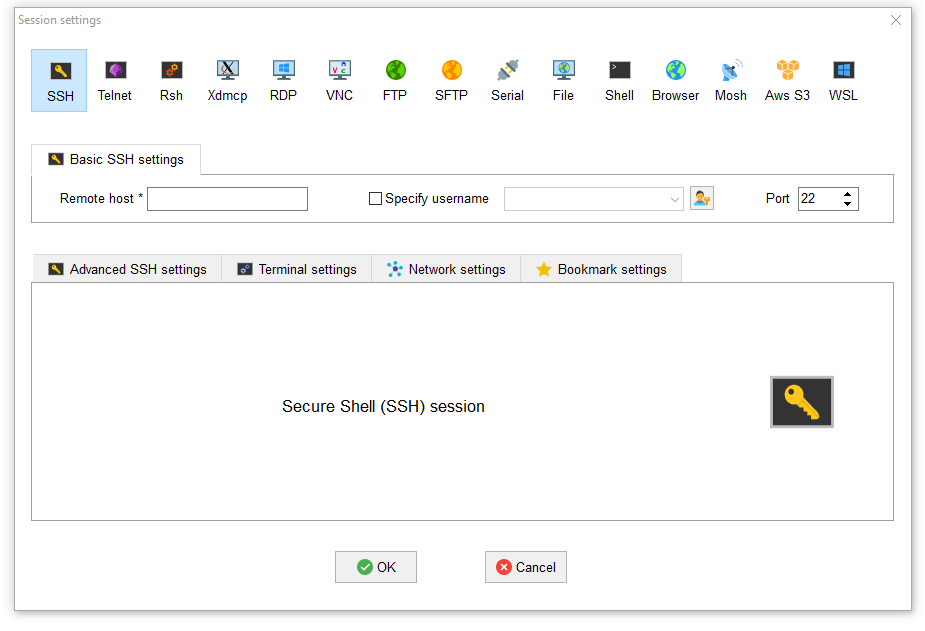 Session settings
SSH Telnet Rsh Xdmcp RDP VNC FTP SFTP Serial File Shell Browser Mosh Aws S3 WSL
Basic SSH settings
Remote host * Specify username Port 22
Advanced SSH settings Terminal settings Network settings Bookmark settings
Secure Shell (SSH) session
OK Cancel